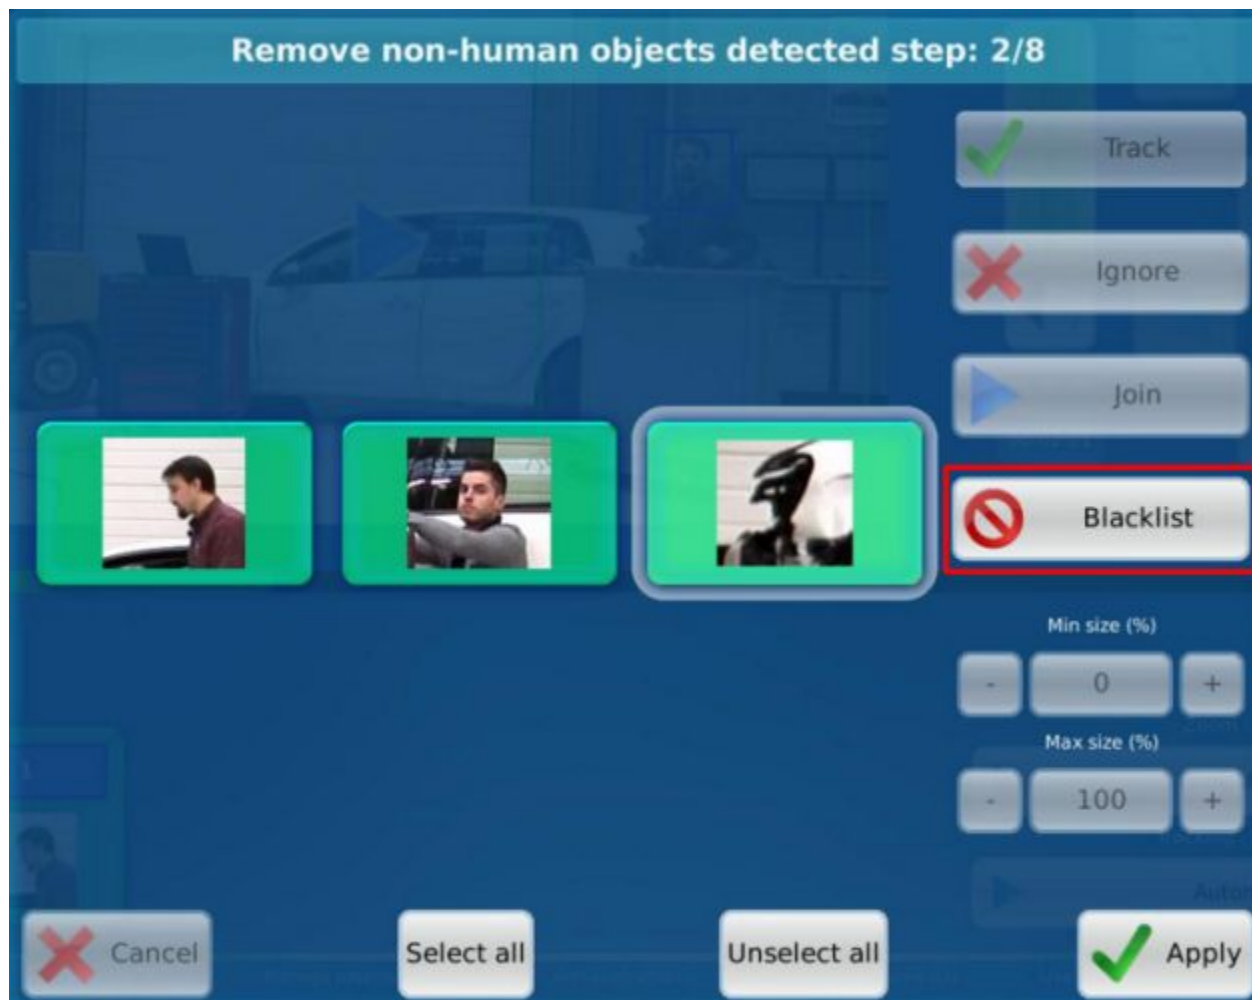 Remove non-human objects detected step: 2/8
Track
Ignore
Join
Blacklist
Min size (%)
- 0 +
Max size (%)
- 100 +
Cancel
Select all
Unselect all
Apply